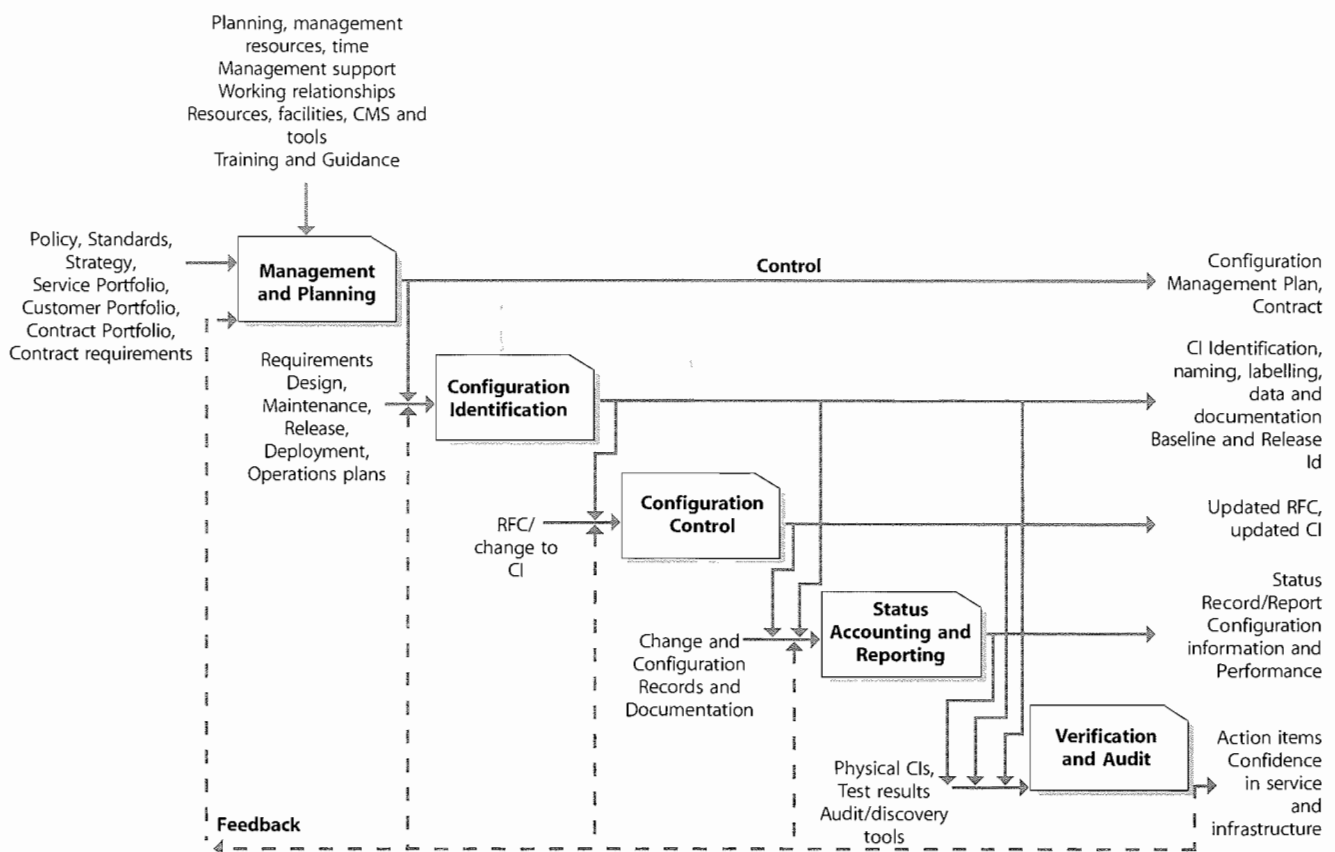 Planning, management
resources, time
Management support
Working relationships
Resources, facilities, CMS and
tools
Training and Guidance
Policy, Standards,
Strategy,
Service Portfolio,
Customer Portfolio,
Contract Portfolio,
Contract requirements
Management
and Planning
Control
Configuration
Management Plan,
Contract
Requirements
Design,
Maintenance,
Release,
Deployment,
Operations plans
Configuration
Identification
CI Identification,
naming, labelling,
data and
documentation
Baseline and Release
Id
RFC/
change to
CI
Configuration
Control
Updated RFC,
updated CI
Change and
Configuration
Records and
Documentation
Status
Accounting and
Reporting
Status
Record/Report
Configuration
information and
Performance
Physical CIs,
Test results
Audit/discovery
tools
Verification
and Audit
Action items
Confidence
in service
and
infrastructure
Feedback